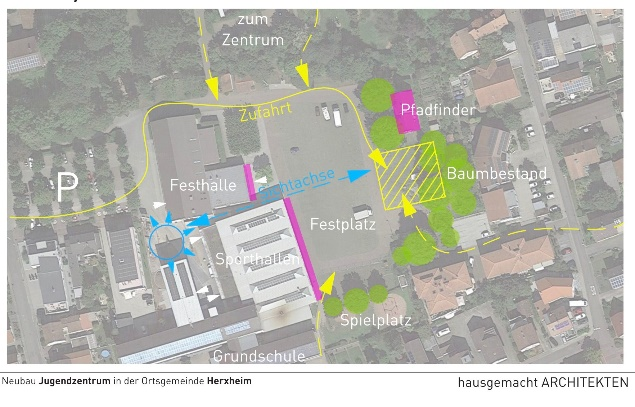 zum
Zentrum
Zufahrt
Pfadfinder
P
Festhalle
Sichtachse
Baumbestand
Festplatz
Sporthallen
Spielplatz
Grundschule
Neubau Jugendzentrum in der Ortsgemeinde Herxheim
hausgemacht ARCHITEKTEN